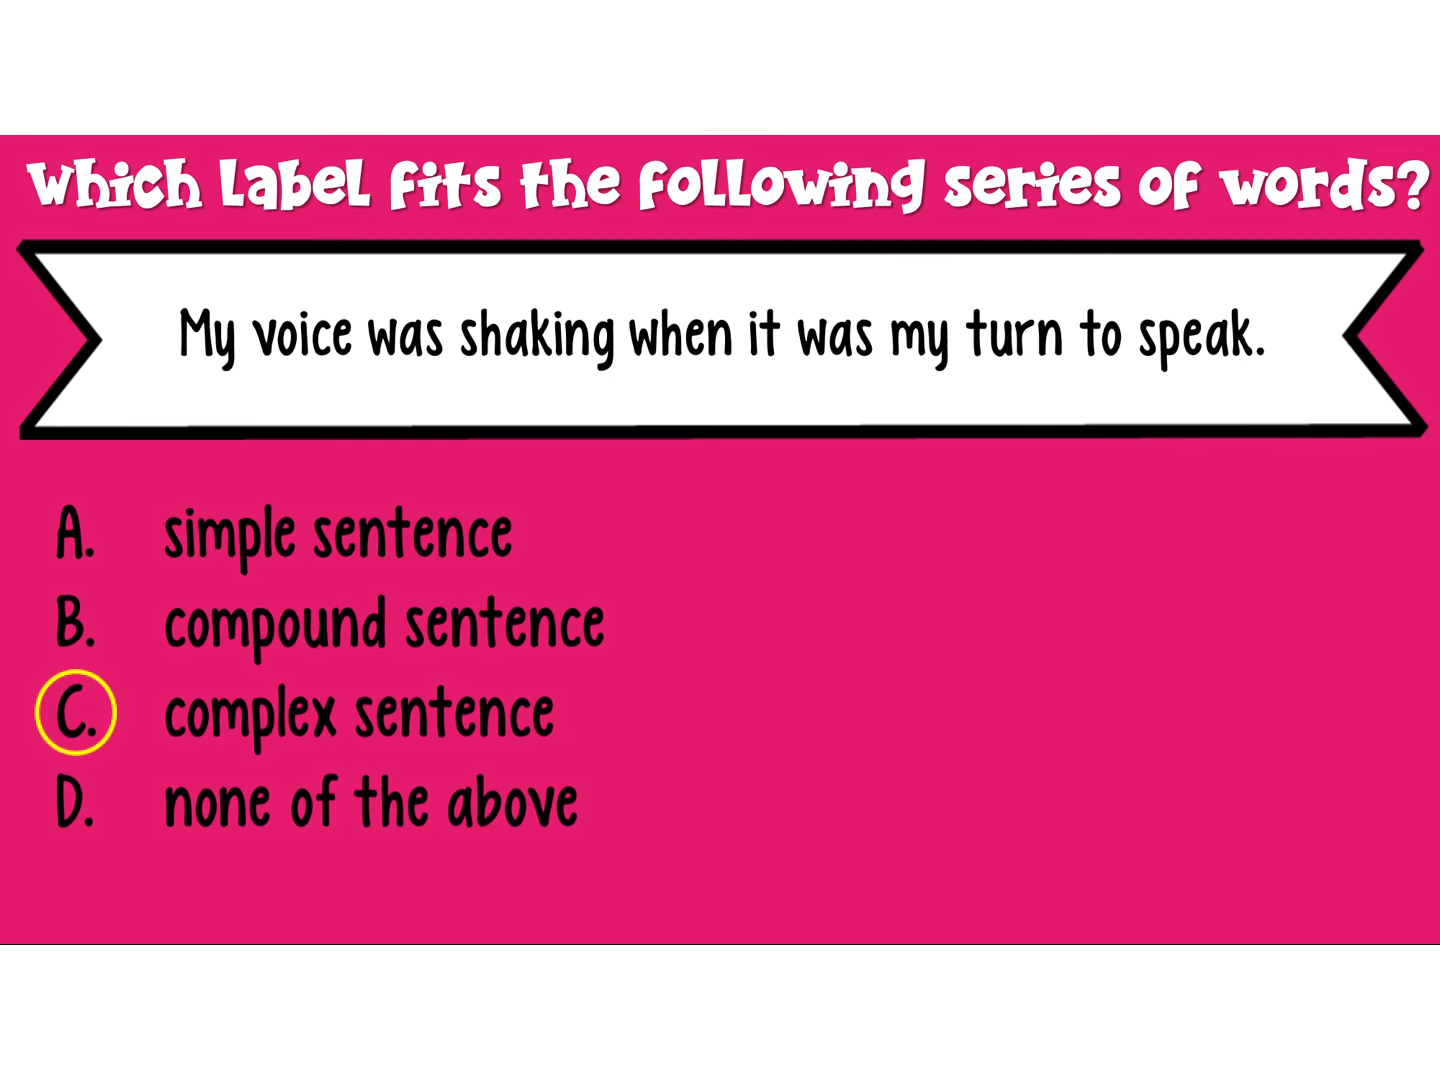 Which Label fits the following series of words?
My voice was shaking when it was my turn to speak.
A. simple sentence
B. compound sentence
C. complex sentence
D. none of the above